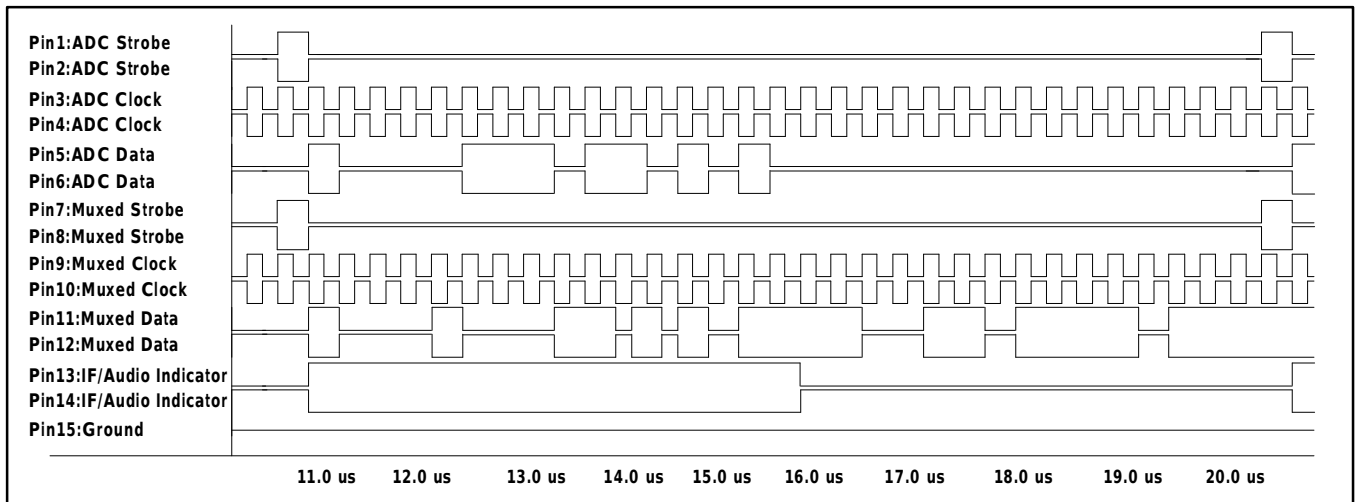 Pin1:ADC Strobe
Pin2:ADC Strobe
Pin3:ADC Clock
Pin4:ADC Clock
Pin5:ADC Data
Pin6:ADC Data
Pin7:Muxed Strobe
Pin8:Muxed Strobe
Pin9:Muxed Clock
Pin10:Muxed Clock
Pin11:Muxed Data
Pin12:Muxed Data
Pin13:IF/Audio Indicator
Pin14:IF/Audio Indicator
Pin15:Ground
11.0 us 12.0 us 13.0 us 14.0 us 15.0 us 16.0 us 17.0 us 18.0 us 19.0 us 20.0 us